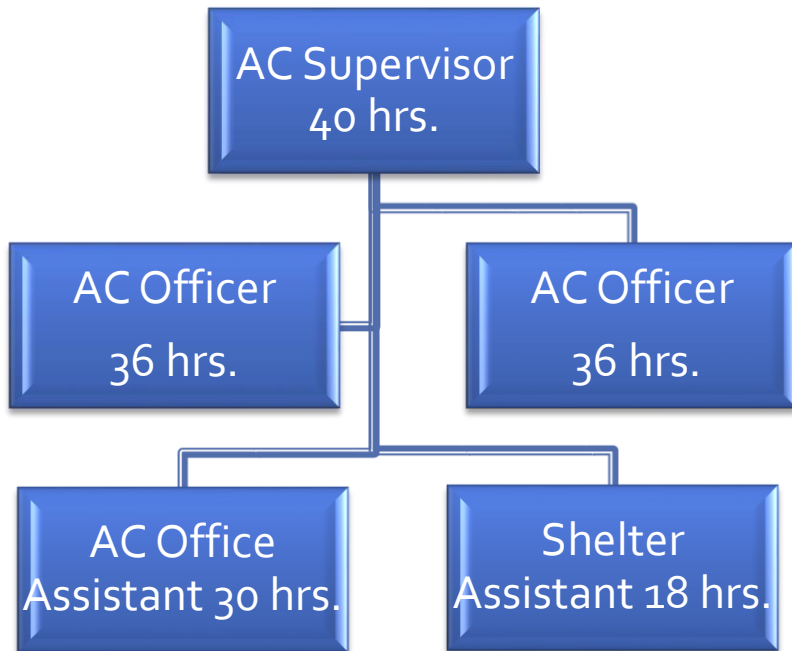 AC Supervisor
40 hrs.
AC Officer
36 hrs.
AC Officer
36 hrs.
AC Office
Assistant 30 hrs.
Shelter
Assistant 18 hrs.